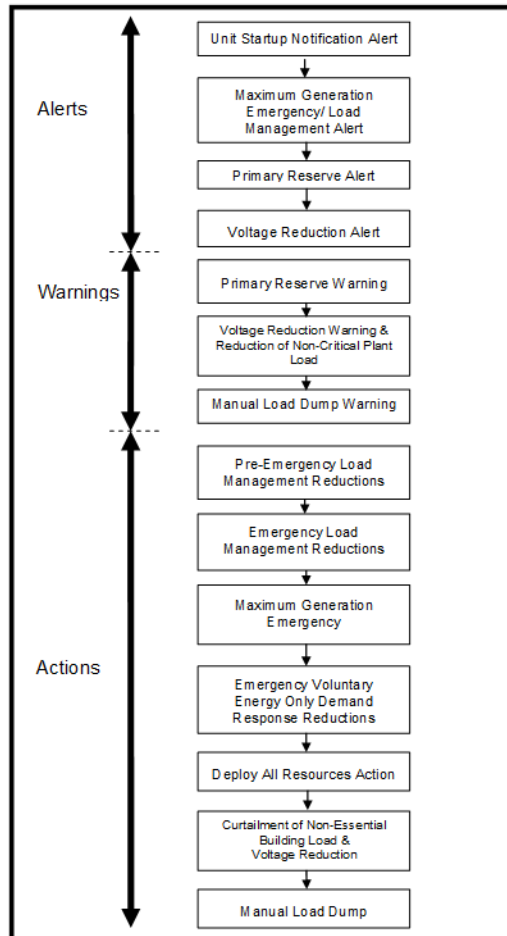 Unit Startup Notification Alert
Alerts
Maximum Generation
Emergency/ Load
Management Alert
Primary Reserve Alert
Voltage Reduction Alert
Warnings
Primary Reserve Warning
Voltage Reduction Warning &
Reduction of Non-Critical Plant
Load
Manual Load Dump Warning
Actions
Pre-Emergency Load
Management Reductions
Emergency Load
Management Reductions
Maximum Generation
Emergency
Emergency Voluntary
Energy Only Demand
Response Reductions
Deploy All Resources Action
Curtailment of Non-Essential
Building Load &
Voltage Reduction
Manual Load Dump